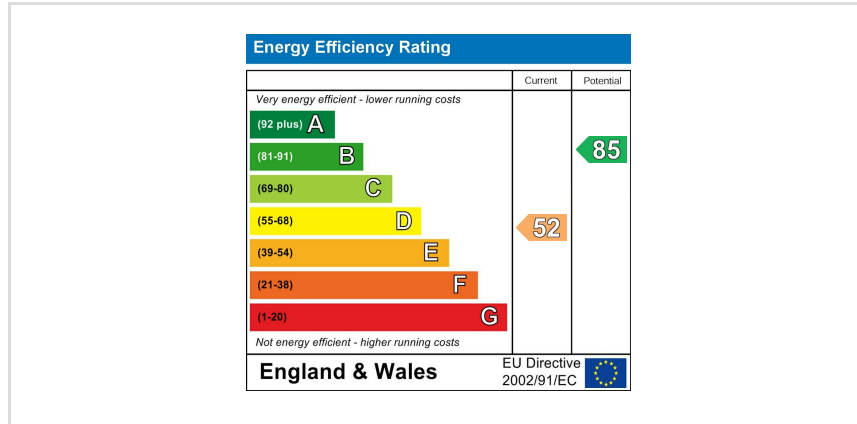 Energy Efficiency Rating
Current Potential
Very energy efficient - lower running costs
(92 plus) A
(81-91) B
85
(69-80) C
(55-68) D
52
(39-54) E
(21-38) F
(1-20) G
Not energy efficient - higher running costs
England & Wales
EU Directive
2002/91/EC